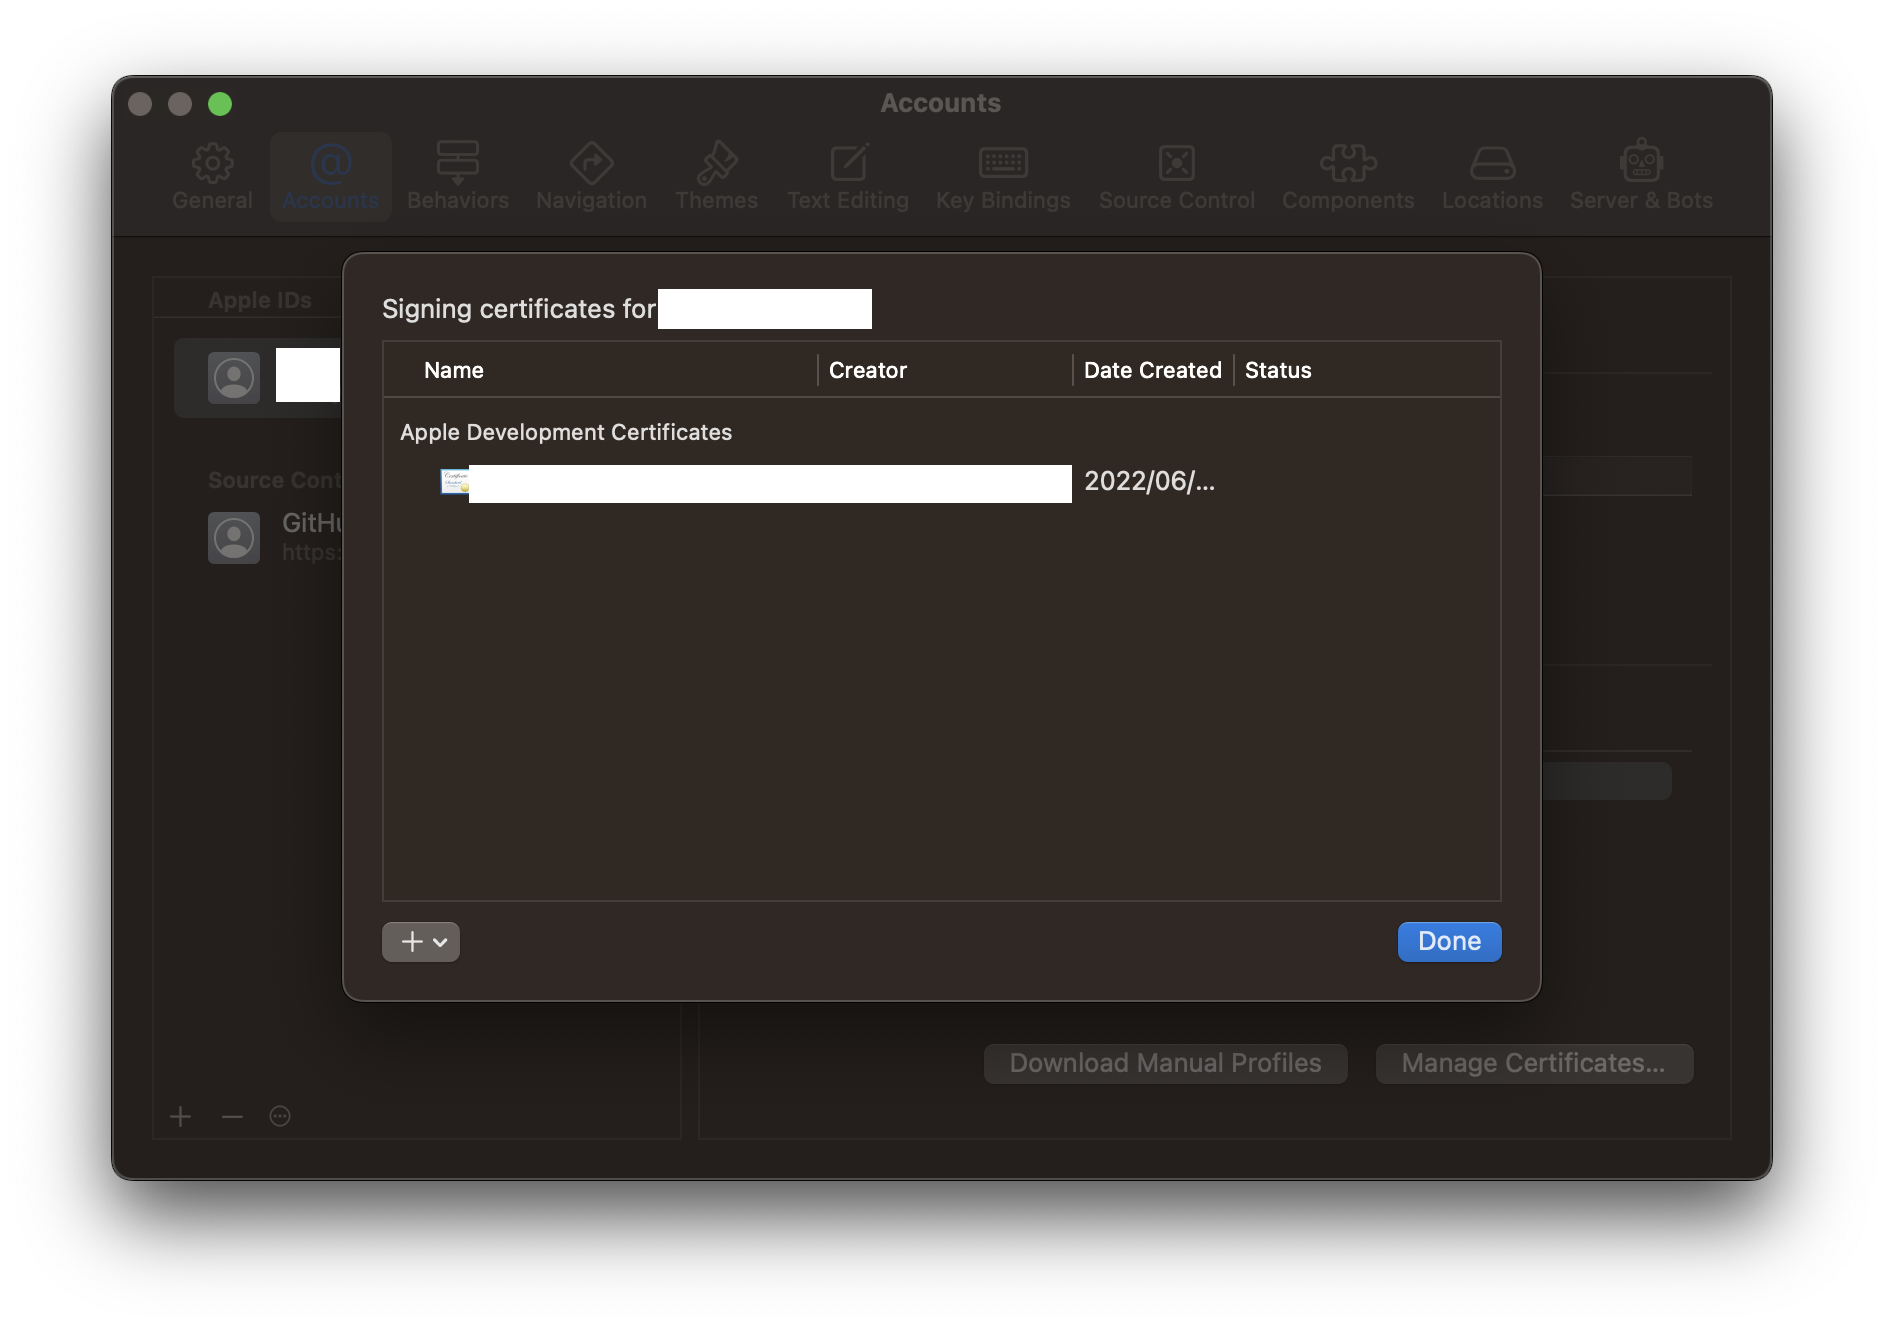 Accounts
General
Accounts
Behaviors
Navigation
Themes
Text Editing
Key Bindings
Source Control
Components
Locations
Server & Bots
Apple IDs
Source Cont
GitHu
https:
Signing certificates for
Name Creator Date Created Status
Apple Development Certificates
2022/06/...
Done
Download Manual Profiles
Manage Certificates...